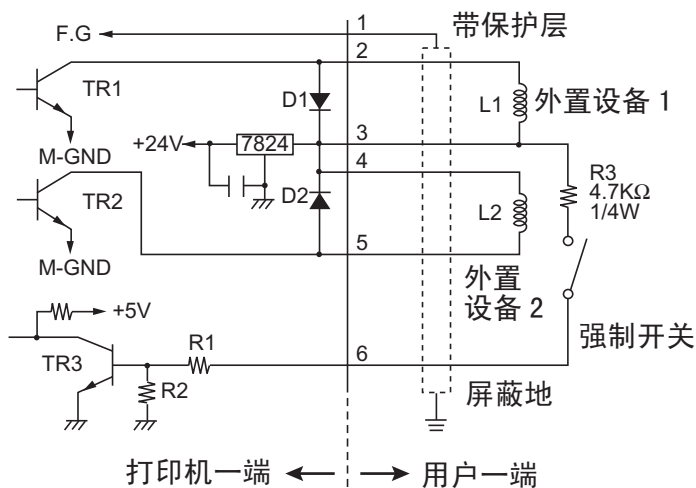 F.G
1
带保护层
2
TR1
D1
L1
外置设备 1
+24V
7824
3
M-GND
4
R3
4.7KΩ
1/4W
TR2
D2
L2
M-GND
5
外置
设备 2
+5V
强制开关
TR3
R1
6
R2
屏蔽地
打印机一端
用户一端